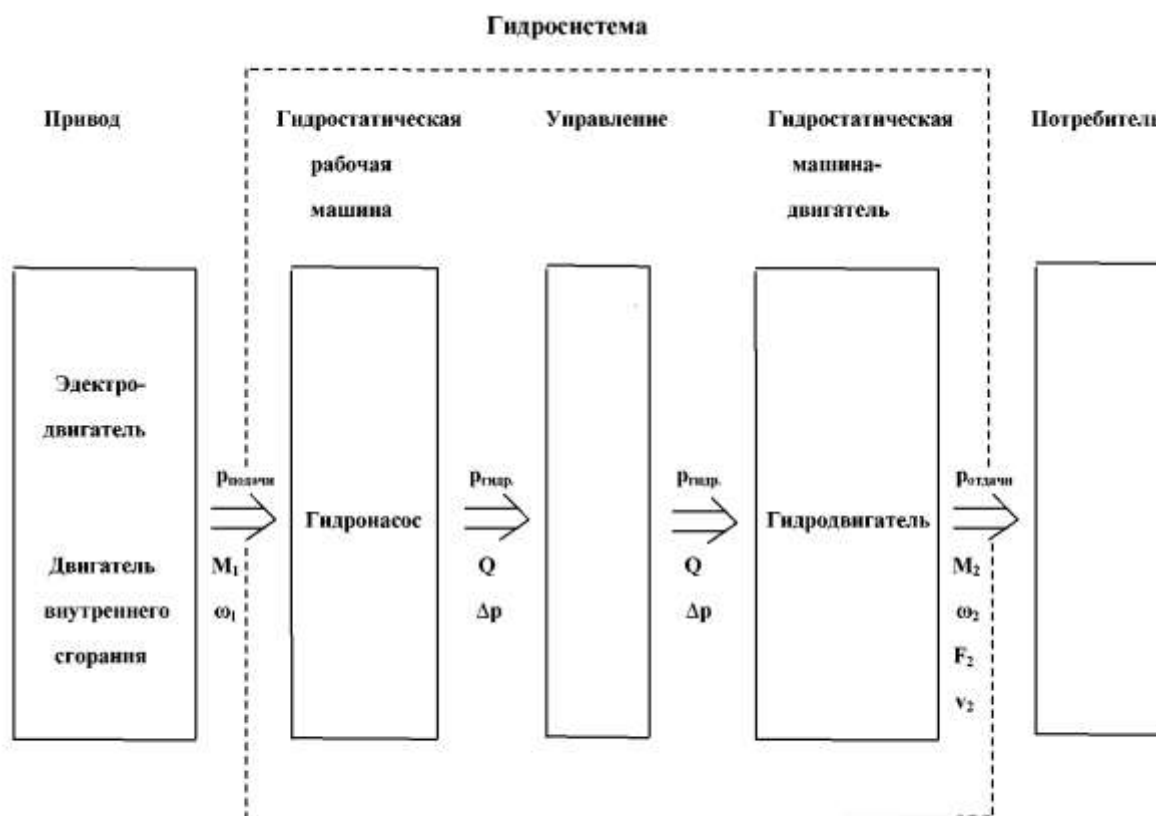 Гидросистема
Привод
Гидростатическая
рабочая
машина
Управление
Гидростатическая
машина-
двигатель
Потребитель
Эдектро-
двигатель
Двигатель
внутреннего
сгорания
pподачи
M1
ω1
Гидронасос
pгидр.
Q
Δp
pгидр.
Q
Δp
Гидродвигатель
pотдачи
M2
ω2
F2
v2